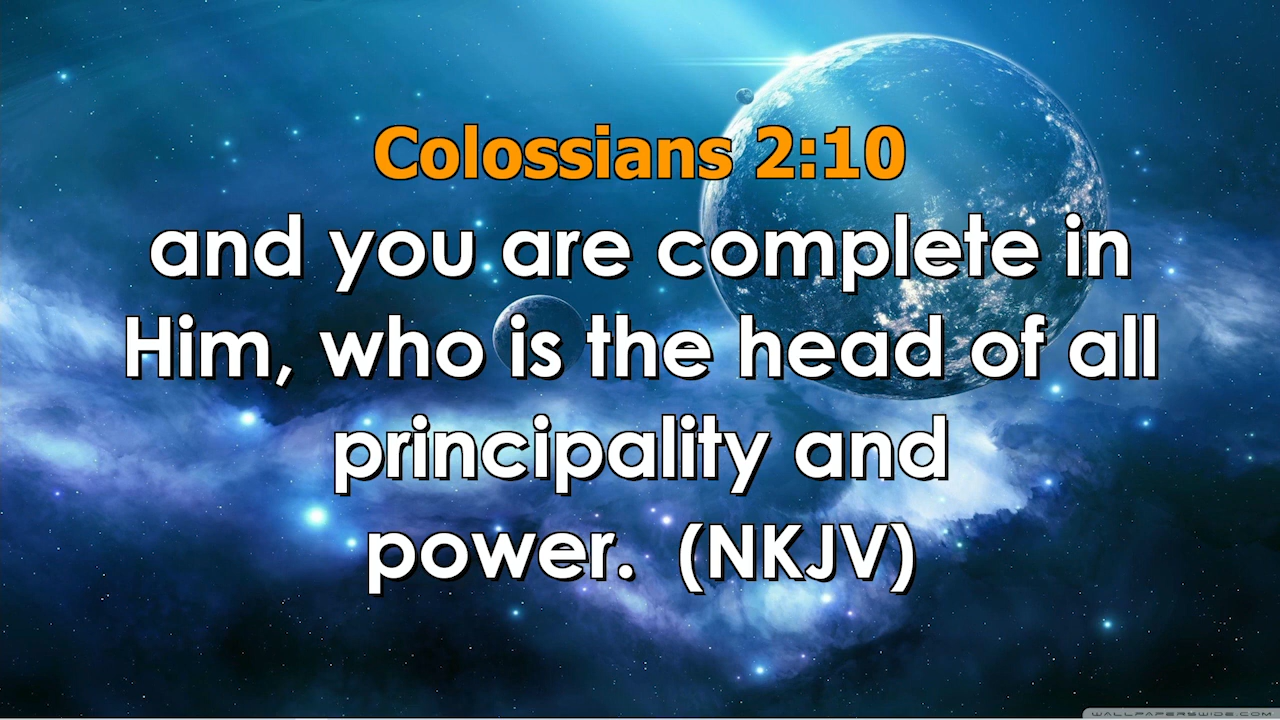 Colossians 2:10
and you are complete in
Him, who is the head of all
principality and
power.  (NKJV)
WALLPAPERSWIDE.COM